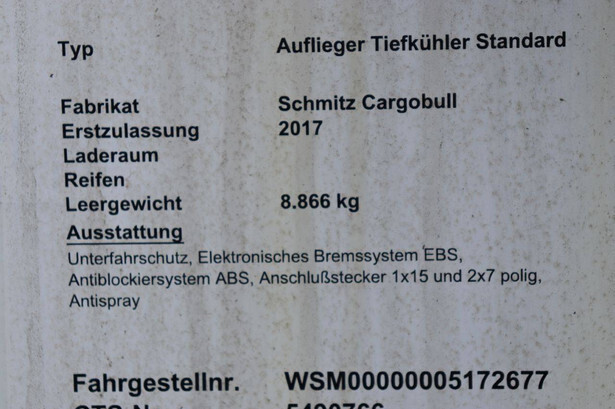 Typ Auflieger Tiefkühler Standard
Fabrikat Schmitz Cargobull
Erstzulassung 2017
Laderaum
Reifen
Leergewicht 8.866 kg
Ausstattung
Unterfahrschutz, Elektronisches Bremssystem EBS,
Antiblockiersystem ABS, Anschlußstecker 1x15 und 2x7 polig,
Antispray
Fahrgestellnr. WSM00000005172677